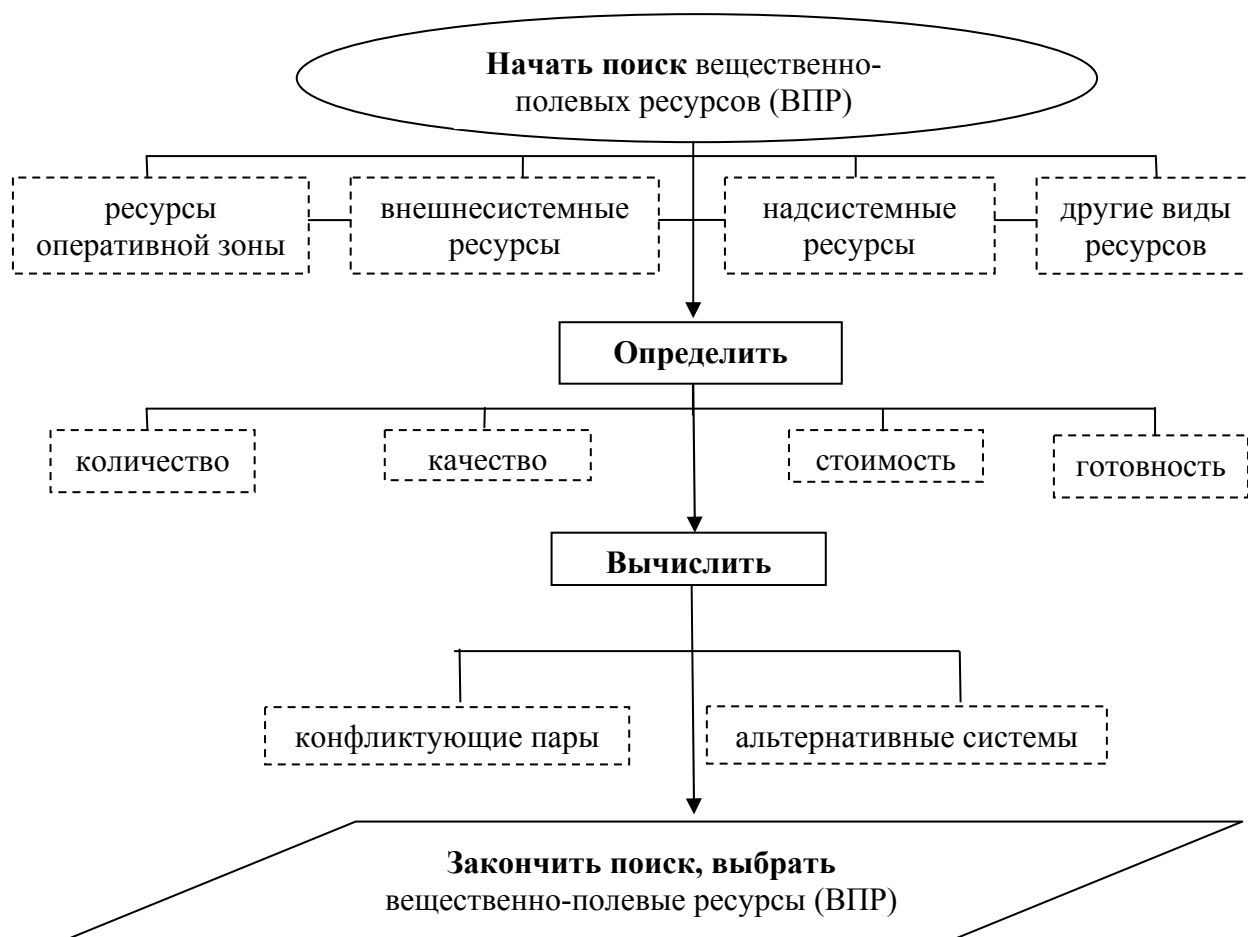 Начать поиск вещественно-
полевых ресурсов (ВПР)
ресурсы
оперативной зоны
внешнесистемные
ресурсы
надсистемные
ресурсы
другие виды
ресурсов
Определить
количество
качество
стоимость
готовность
Вычислить
конфликтующие пары
альтернативные системы
Закончить поиск, выбрать
вещественно-полевые ресурсы (ВПР)